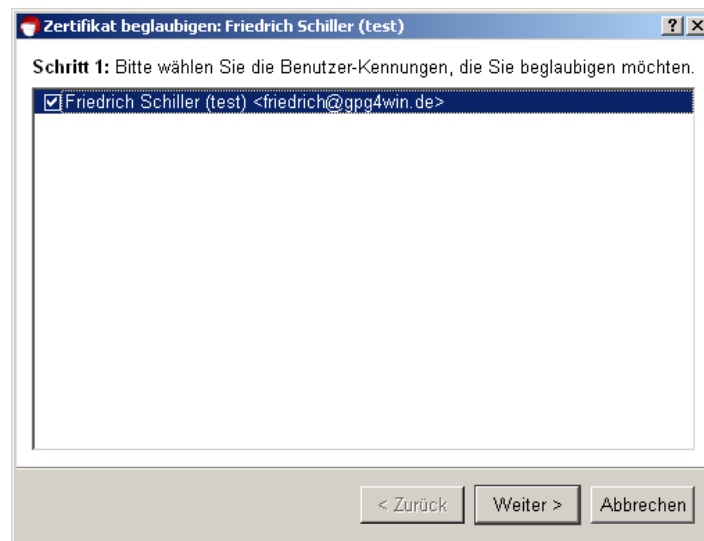 Zertifikat beglaubigen: Friedrich Schiller (test)
Schritt 1: Bitte wählen Sie die Benutzer-Kennungen, die Sie beglaubigen möchten.
Friedrich Schiller (test) <friedrich@gpg4win.de>
< Zurück Weiter > Abbrechen